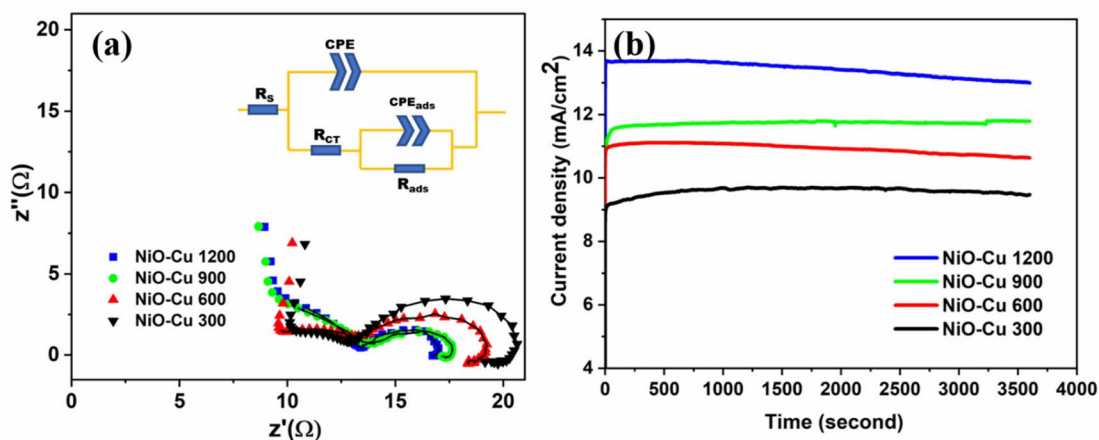 (a)
CPE
R_S
CPE_ads
R_CT
R_ads
NiO-Cu 1200
NiO-Cu 900
NiO-Cu 600
NiO-Cu 300
z''(Ω)
20
15
10
5
0
0 5 10 15 20
z'(Ω)
(b)
Current density (mA/cm²)
16
14
12
10
8
6
4
NiO-Cu 1200
NiO-Cu 900
NiO-Cu 600
NiO-Cu 300
0 500 1000 1500 2000 2500 3000 3500 4000
Time (second)